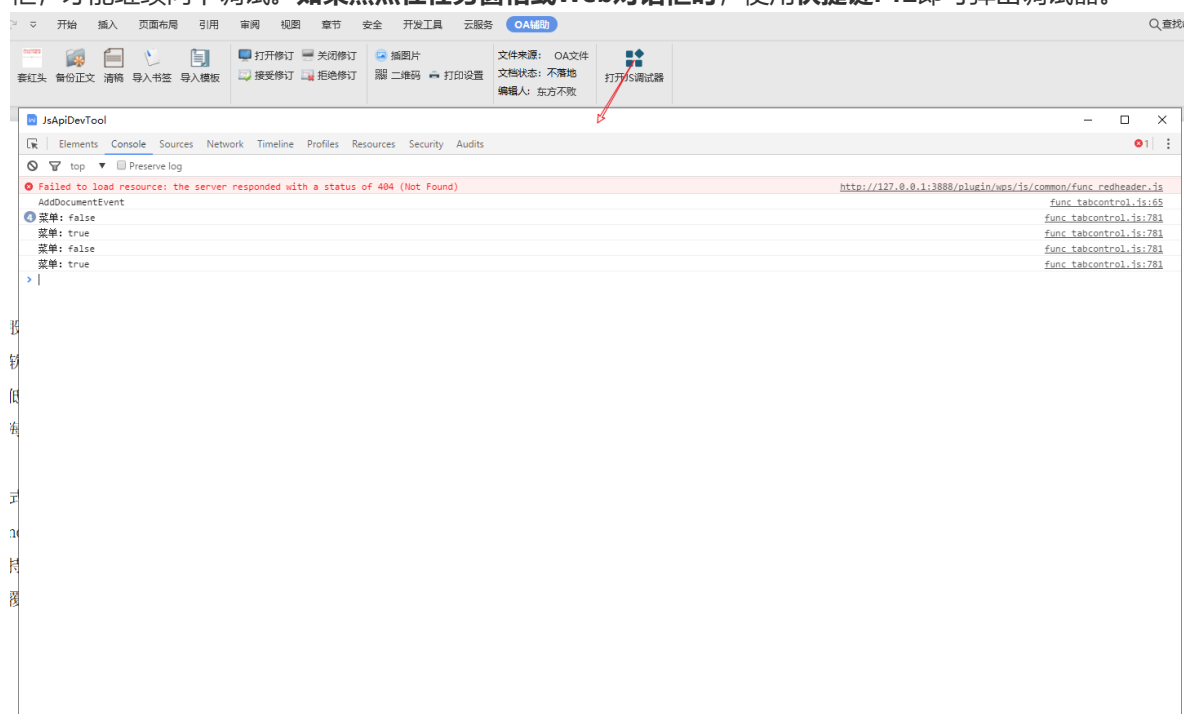 开始 插入 页面布局 引用 审阅 视图 章节 安全 开发工具 云服务 OA辅助 查找
打开修订 关闭修订 插图片 文件来源: OA文件
套红头 备份正文 清稿 导入书签 导入模板 接受修订 拒绝修订 二维码 打印设置 文档状态: 不落地 打开JS调试器
编辑人: 东方不败
JsApiDevTool
Elements Console Sources Network Timeline Profiles Resources Security Audits 1
top Preserve log
Failed to load resource: the server responded with a status of 404 (Not Found) http://127.0.0.1:3888/plugin/wps/js/common/func_redheader.js
AddDocumentEvent func_tabcontrol.js:65
4 菜单: false func_tabcontrol.js:781
菜单: true func_tabcontrol.js:781
菜单: false func_tabcontrol.js:781
菜单: true func_tabcontrol.js:781
>